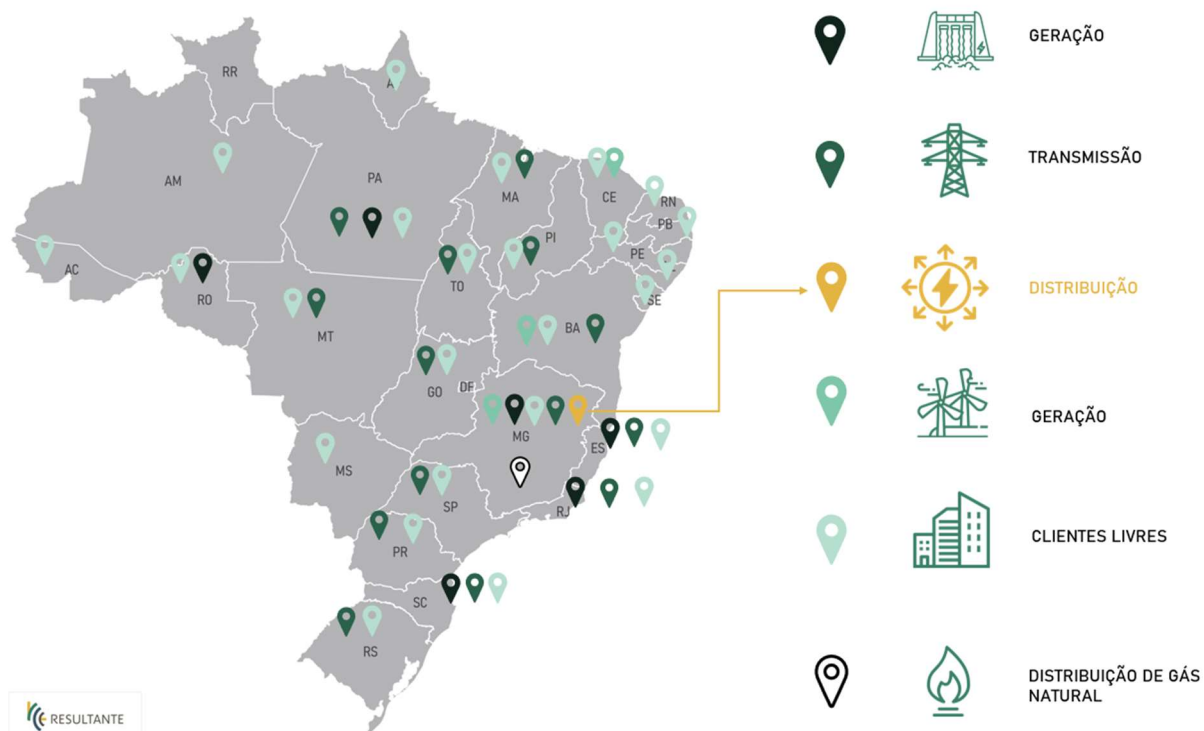 RR
AM
PA
MA
CE
RN
PB
PI
PE
AC
RO
TO
SE
MT
BA
GO
DF
MG
ES
MS
SP
RJ
PR
SC
RS
GERAÇÃO
TRANSMISSÃO
DISTRIBUIÇÃO
GERAÇÃO
CLIENTES LIVRES
DISTRIBUIÇÃO DE GÁS
NATURAL
RESULTANTE